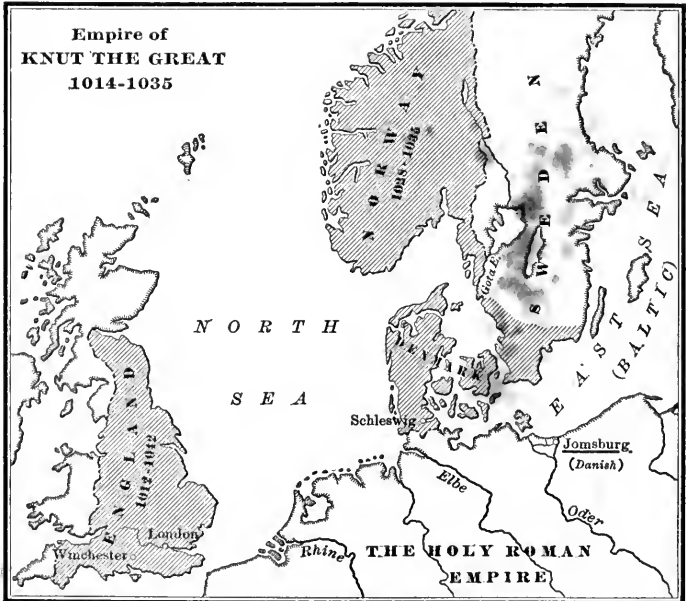 Empire of
KNUT THE GREAT
1014-1035
NORWAY
1028-1035
SWEDEN
Gota E.
NORTH
SEA
DENMARK
EAST SEA
(BALTIC)
Schleswig
Jomsburg
(Danish)
ENGLAND
1012-1042
London
Winchester
Elbe
Oder
Rhine
THE HOLY ROMAN
EMPIRE